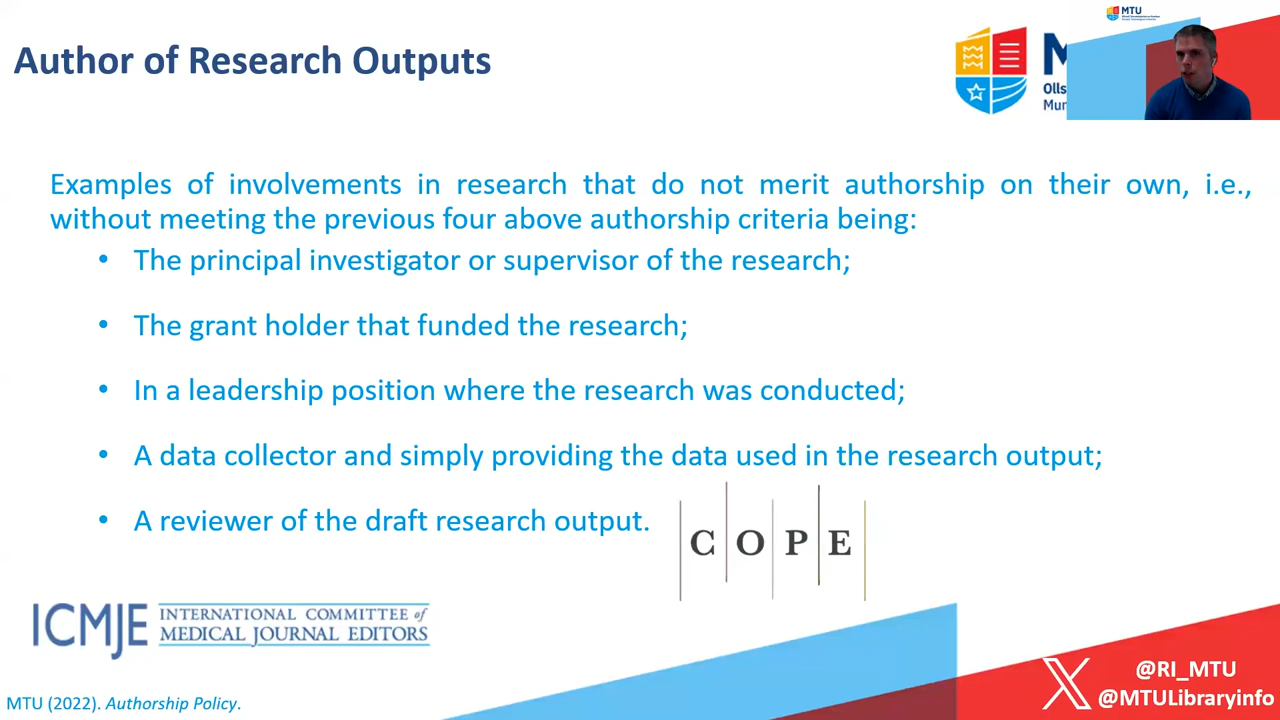 MTU
Author of Research Outputs
M
Olls
Mun
Examples of involvements in research that do not merit authorship on their own, i.e.,
without meeting the previous four above authorship criteria being:
• The principal investigator or supervisor of the research;
• The grant holder that funded the research;
• In a leadership position where the research was conducted;
• A data collector and simply providing the data used in the research output;
• A reviewer of the draft research output.
C O P E
ICMJE INTERNATIONAL COMMITTEE of
MEDICAL JOURNAL EDITORS
@RI_MTU
@MTULibraryinfo
MTU (2022). Authorship Policy.